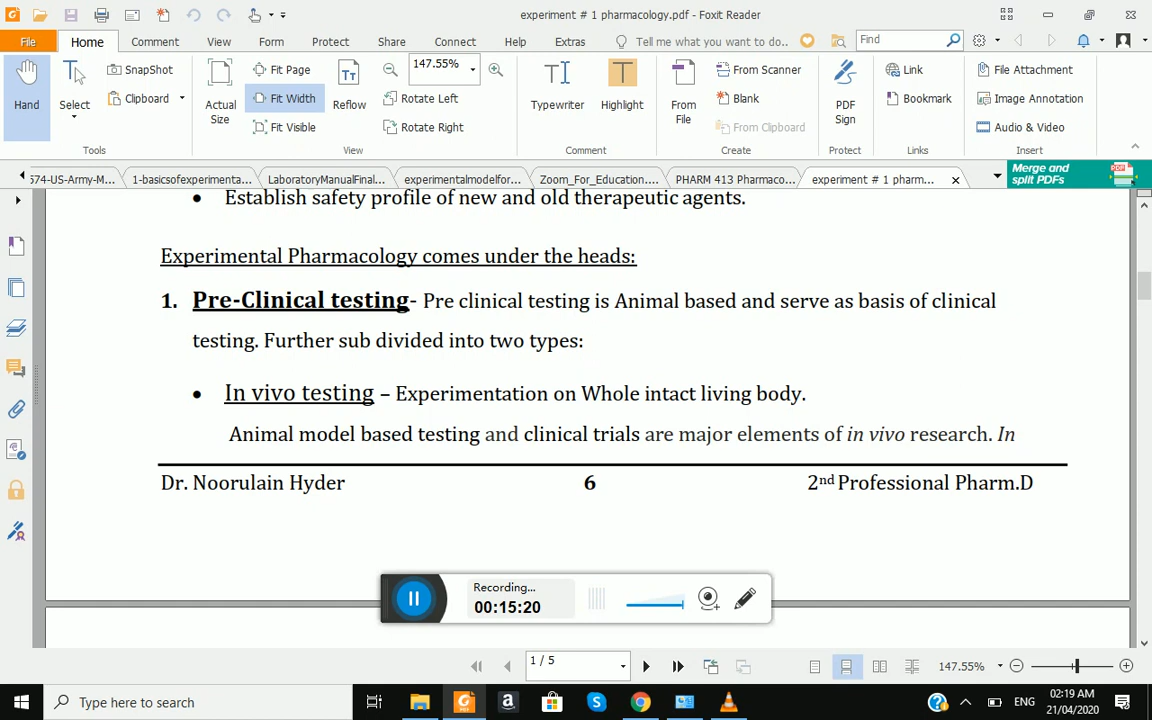 experiment # 1 pharmacology.pdf - Foxit Reader
File Home Comment View Form Protect Share Connect Help Extras Tell me what you want to do.. Find
Hand
Select
SnapShot
Clipboard
Tools
Actual Size
Fit Page
Fit Width
Fit Visible
Reflow
147.55%
Rotate Left
Rotate Right
View
Typewriter
Highlight
Comment
From File
From Scanner
Blank
From Clipboard
Create
PDF Sign
Protect
Link
Bookmark
Links
File Attachment
Image Annotation
Audio & Video
Insert
574-US-Army-M... 1-basicsofexperimenta... LaboratoryManualFinal... experimentalmodelfor... Zoom_For_Education.... PHARM 413 Pharmaco... experiment # 1 pharm...
Merge and
split PDFs
• Establish safety profile of new and old therapeutic agents.
Experimental Pharmacology comes under the heads:
1. Pre-Clinical testing- Pre clinical testing is Animal based and serve as basis of clinical
testing. Further sub divided into two types:
• In vivo testing – Experimentation on Whole intact living body.
Animal model based testing and clinical trials are major elements of in vivo research. In
Dr. Noorulain Hyder 6 2nd Professional Pharm.D
Recording...
00:15:20
1 / 5
147.55%
Type here to search
ENG
02:19 AM
21/04/2020